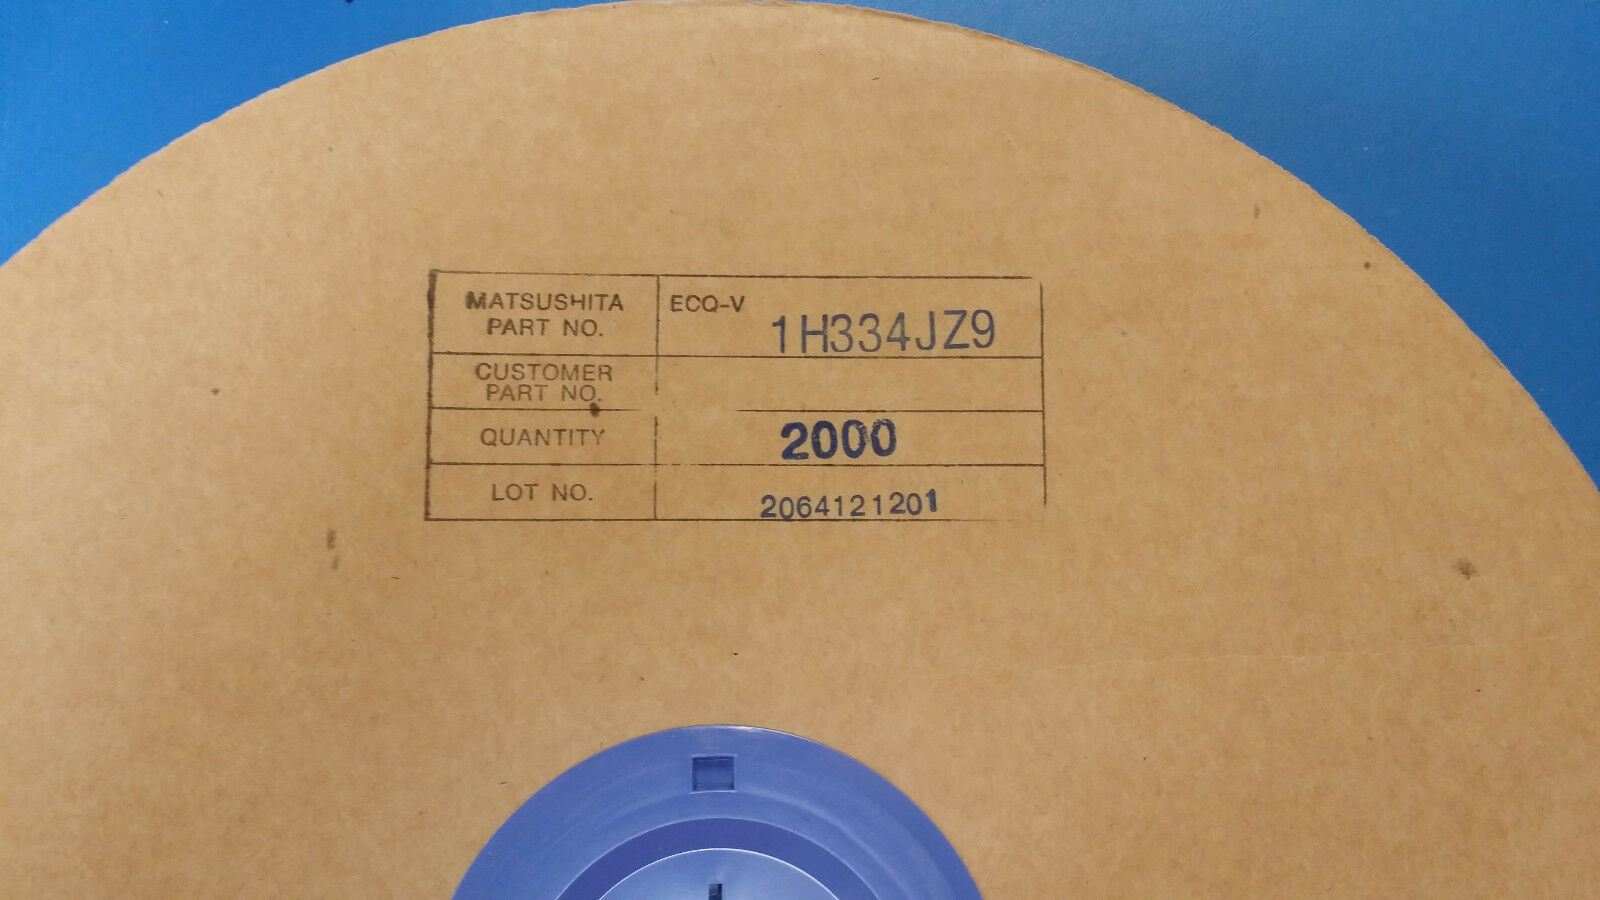 MATSUSHITA
PART NO.
ECQ-V
1H334JZ9
CUSTOMER
PART NO.
QUANTITY
2000
LOT NO.
2064121201